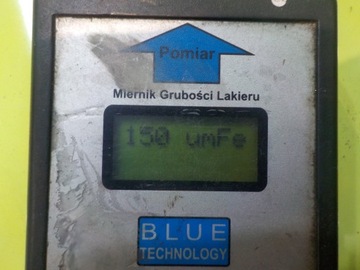 Pomiar
Miernik Grubości Lakieru
150 umFe
BLUE
TECHNOLOGY